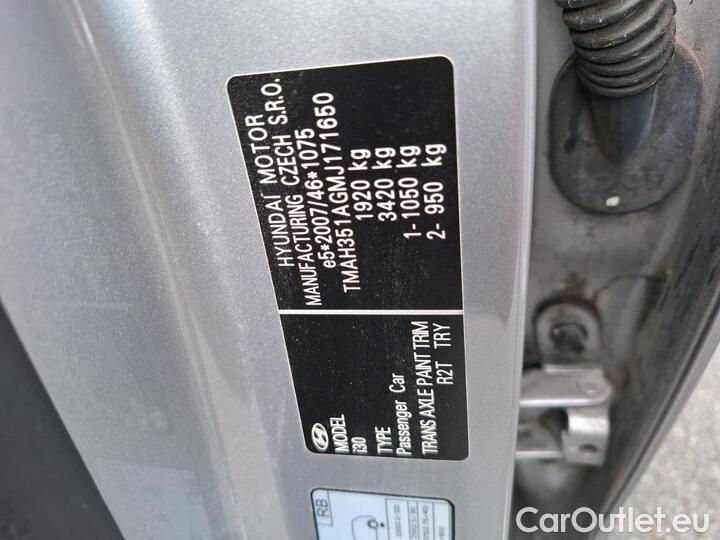 HYUNDAI MOTOR
MANUFACTURING CZECH S.R.O.
e5*2007/46*1075
TMAH351AGMJ171650
1920 kg
3420 kg
1- 1050 kg
2- 950 kg
MODEL
i30
TYPE
Passenger Car
TRANS AXLE PAINT TRIM
R2T TRY
RB
CarOutlet.eu